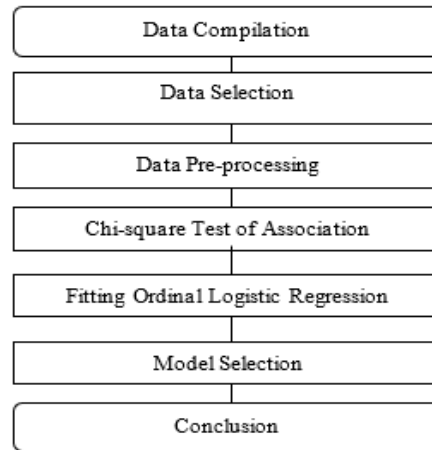 Data Compilation
Data Selection
Data Pre-processing
Chi-square Test of Association
Fitting Ordinal Logistic Regression
Model Selection
Conclusion